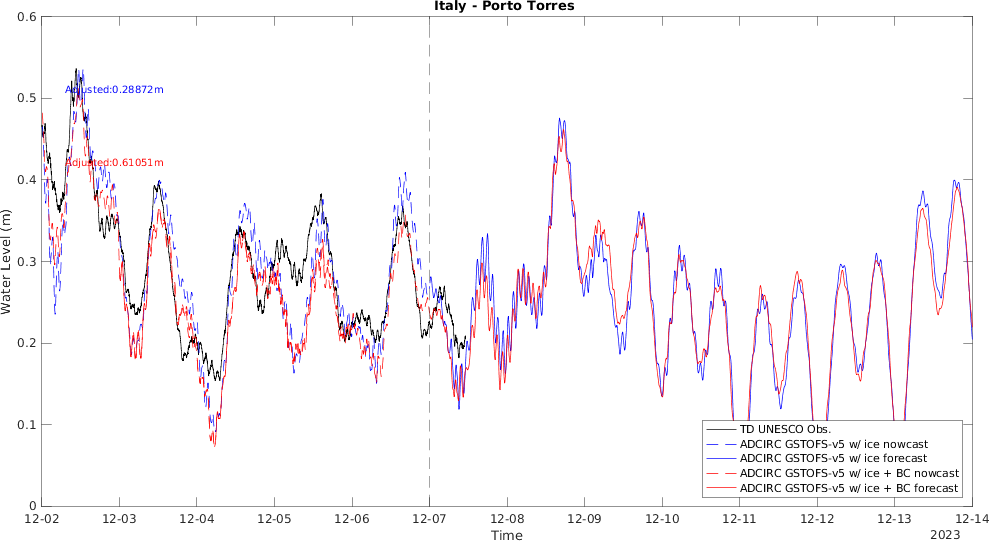 Italy - Porto Torres
0.6
0.5
0.4
0.3
0.2
0.1
0
Water Level (m)
Adjusted:0.28872m
Adjusted:0.61051m
TD UNESCO Obs.
ADCIRC GSTOFS-v5 w/ ice nowcast
ADCIRC GSTOFS-v5 w/ ice forecast
ADCIRC GSTOFS-v5 w/ ice + BC nowcast
ADCIRC GSTOFS-v5 w/ ice + BC forecast
12-02 12-03 12-04 12-05 12-06 12-07 12-08 12-09 12-10 12-11 12-12 12-13 12-14
Time
2023